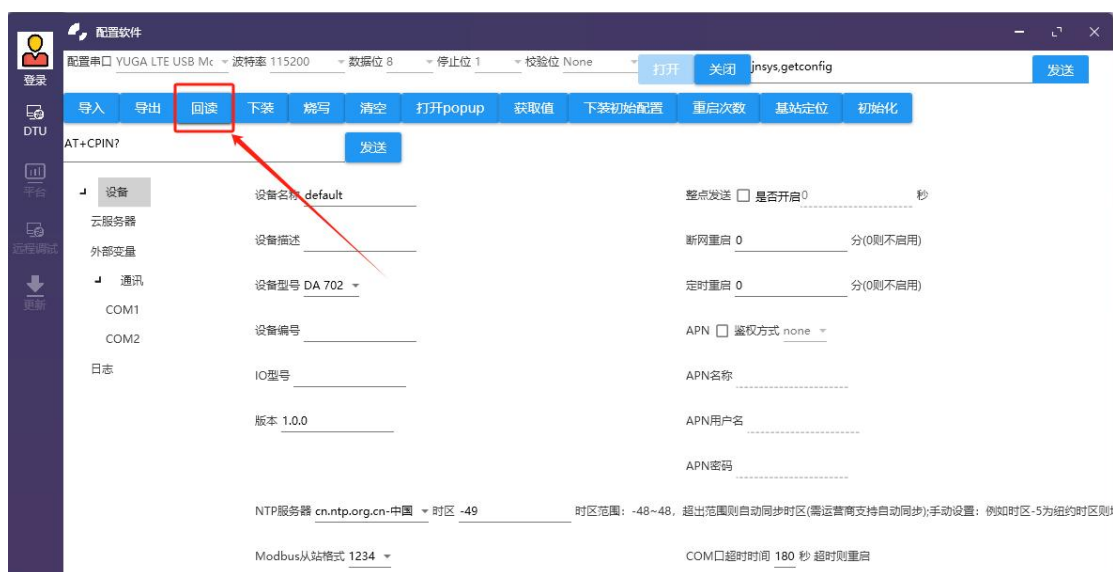 配置软件
登录
DTU
平台
远程调试
更新
配置串口 YUGA LTE USB Mc 波特率 115200 数据位 8 停止位 1 校验位 None 打开 关闭 jnsys,getconfig 发送
导入 导出 回读 下装 烧写 清空 打开popup 获取值 下装初始配置 重启次数 基站定位 初始化
AT+CPIN? 发送
设备
云服务器
外部变量
通讯
COM1
COM2
日志
设备名称 default
设备描述
设备型号 DA 702
设备编号
IO型号
版本 1.0.0
NTP服务器 cn.ntp.org.cn-中国 时区 -49 时区范围：-48~48，超出范围则自动同步时区(需运营商支持自动同步);手动设置：例如时区-5为纽约时区则
Modbus从站格式 1234
整点发送 是否开启 0 秒
断网重启 0 分(0则不启用)
定时重启 0 分(0则不启用)
APN 鉴权方式 none
APN名称
APN用户名
APN密码
COM口超时时间 180 秒 超时则重启